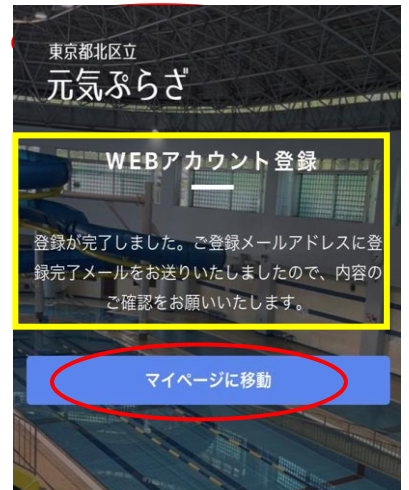 東京都北区立
元気ぷらざ
WEBアカウント登録
登録が完了しました。ご登録メールアドレスに登
録完了メールをお送りいたしましたので、内容の
ご確認をお願いいたします。
マイページに移動